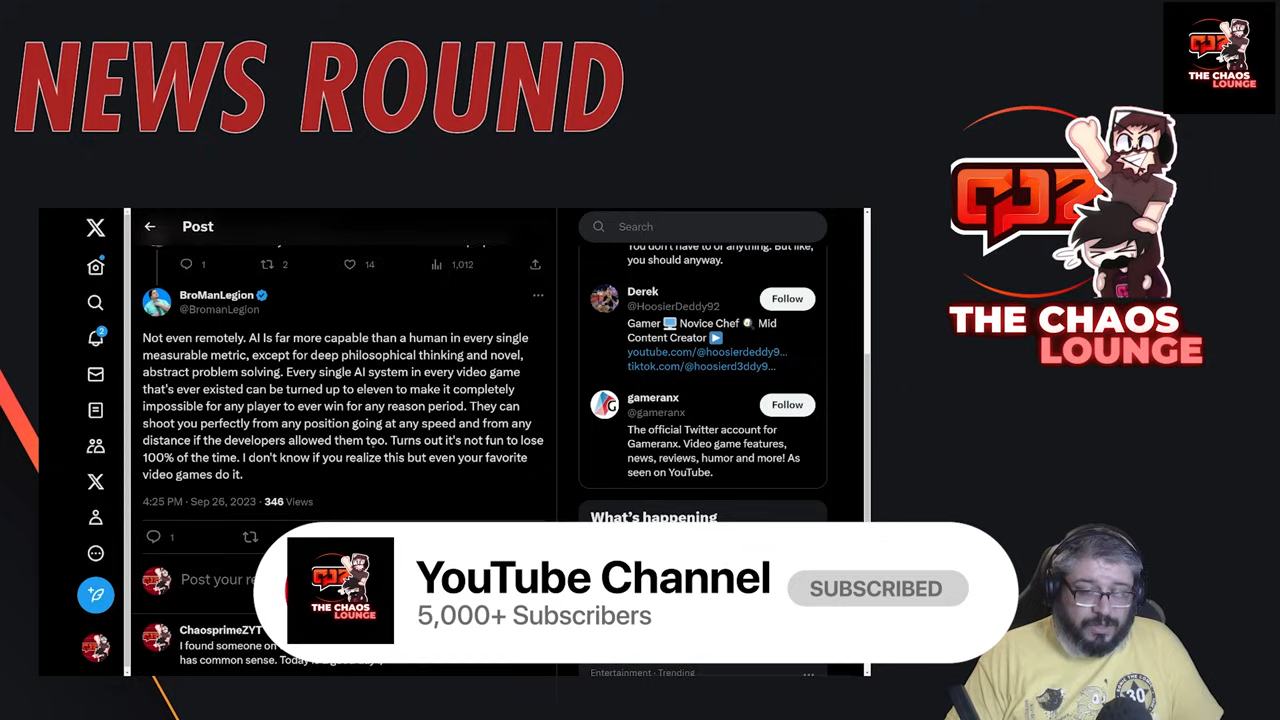 NEWS ROUND
THE CHAOS
LOUNGE
THE CHAOS
LOUNGE
Post
1
2
14
1,012
BroManLegion
@BromanLegion
Not even remotely. AI Is far more capable than a human in every single
measurable metric, except for deep philosophical thinking and novel,
abstract problem solving. Every single AI system in every video game
that's ever existed can be turned up to eleven to make it completely
impossible for any player to ever win for any reason period. They can
shoot you perfectly from any position going at any speed and from any
distance if the developers allowed them too. Turns out it's not fun to lose
100% of the time. I don't know if you realize this but even your favorite
video games do it.
4:25 PM · Sep 26, 2023 · 346 Views
1
Post your re
ChaosprimeZYT
I found someone on
has common sense. Today
Search
You don't have to or anything. But like,
you should anyway.
Derek
@HoosierDeddy92
Follow
Gamer Novice Chef Mid
Content Creator
youtube.com/@hoosierdeddy9...
tiktok.com/@hoosierd3ddy9...
gameranx
@gameranx
Follow
The official Twitter account for
Gameranx. Video game features,
news, reviews, humor and more! As
seen on YouTube.
What's happening
Entertainment · Trending
2
THE CHAOS
LOUNGE
YouTube Channel
5,000+ Subscribers
SUBSCRIBED
30